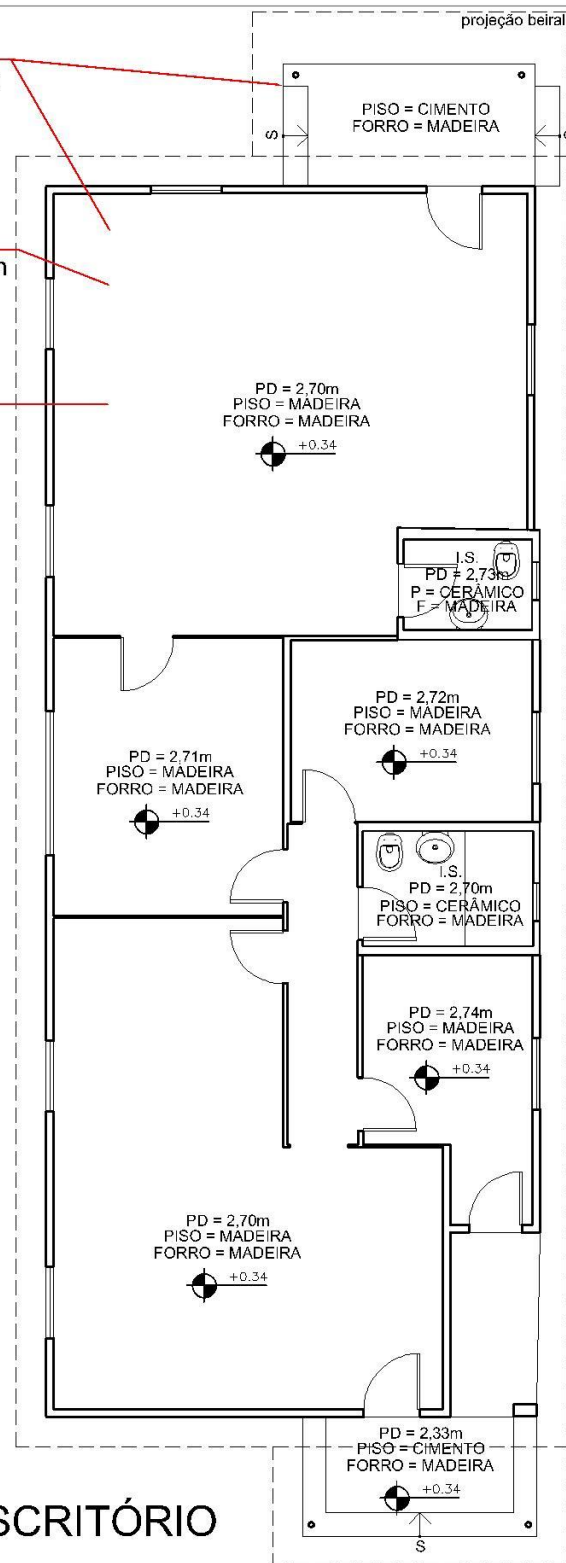 projeção beiral
PISO = CIMENTO
FORRO = MADEIRA
S
S
m
PD = 2,70m
PISO = MADEIRA
FORRO = MADEIRA
+0.34
I.S.
PD = 2,73m
P = CERÂMICO
F = MADEIRA
PD = 2,72m
PISO = MADEIRA
FORRO = MADEIRA
+0.34
PD = 2,71m
PISO = MADEIRA
FORRO = MADEIRA
+0.34
I.S.
PD = 2,70m
PISO = CERÂMICO
FORRO = MADEIRA
PD = 2,74m
PISO = MADEIRA
FORRO = MADEIRA
+0.34
PD = 2,70m
PISO = MADEIRA
FORRO = MADEIRA
+0.34
PD = 2,33m
PISO = CIMENTO
FORRO = MADEIRA
+0.34
S
SCRITÓRIO